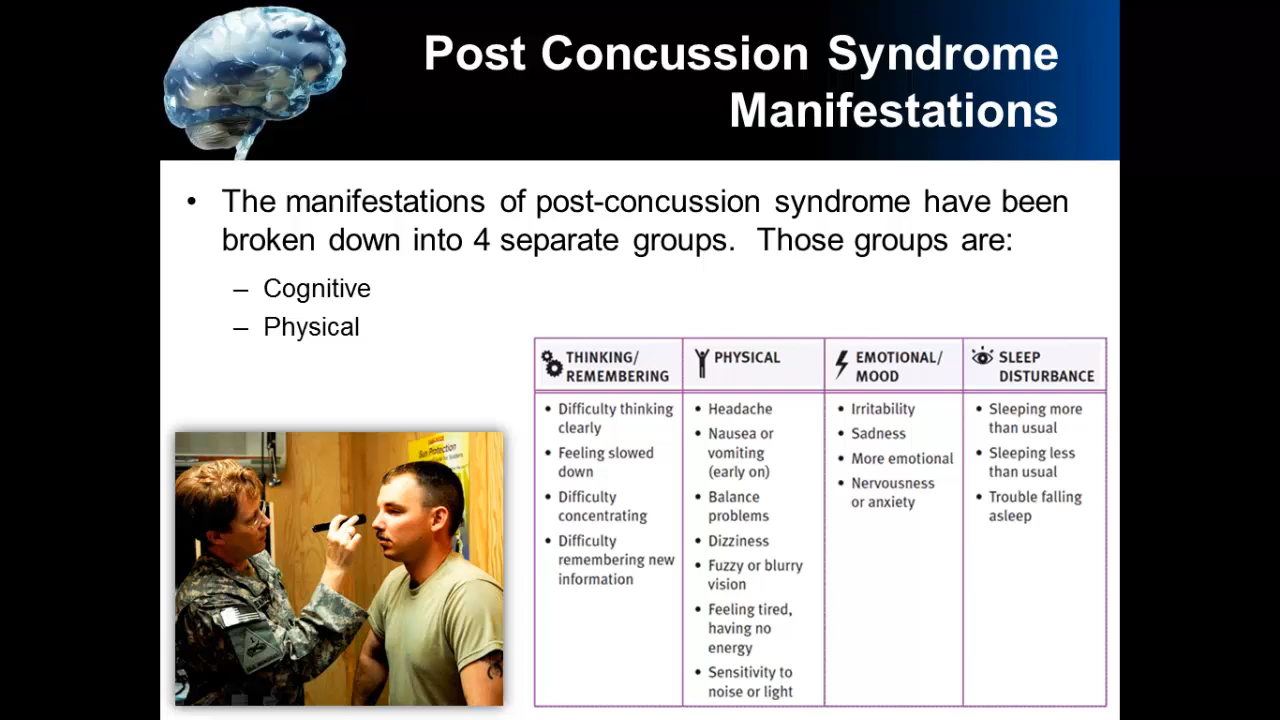 Post Concussion Syndrome
Manifestations
• The manifestations of post-concussion syndrome have been
broken down into 4 separate groups.  Those groups are:
– Cognitive
– Physical
THINKING/
REMEMBERING
• Difficulty thinking
clearly
• Feeling slowed
down
• Difficulty
concentrating
• Difficulty
remembering new
information
PHYSICAL
• Headache
• Nausea or
vomiting
(early on)
• Balance
problems
• Dizziness
• Fuzzy or blurry
vision
• Feeling tired,
having no
energy
• Sensitivity to
noise or light
EMOTIONAL/
MOOD
• Irritability
• Sadness
• More emotional
• Nervousness
or anxiety
SLEEP
DISTURBANCE
• Sleeping more
than usual
• Sleeping less
than usual
• Trouble falling
asleep
Sun Protection